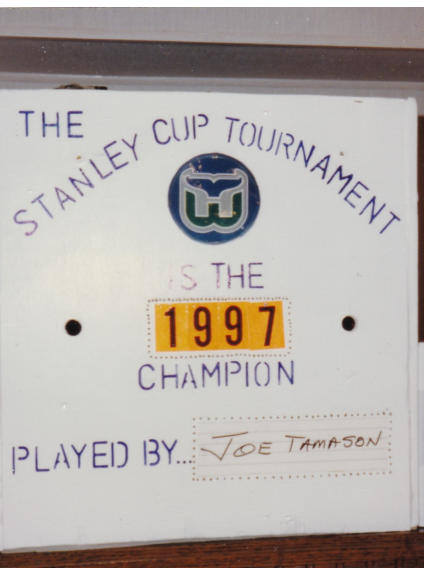 THE
STANLEY CUP TOURNAMENT
W
IS THE
1997
CHAMPION
PLAYED BY... JOE TAMASON